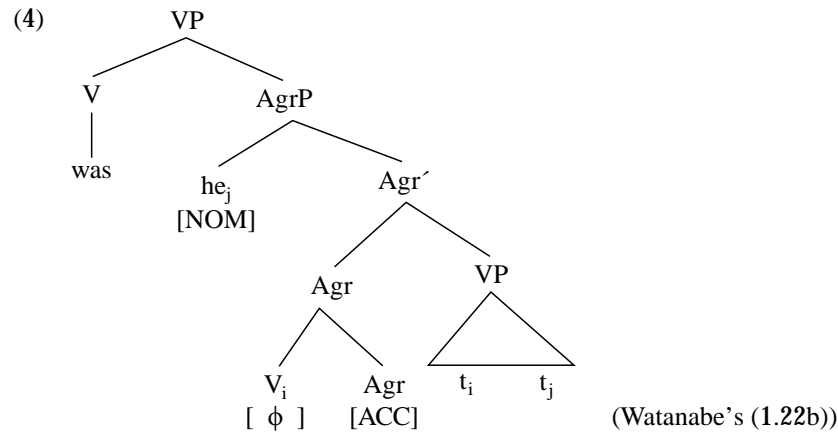 (4) VP
V AgrP
was he_j Agr´
[NOM]
Agr VP
V_i Agr t_i t_j
[ ϕ ] [ACC] (Watanabe's (1.22b))